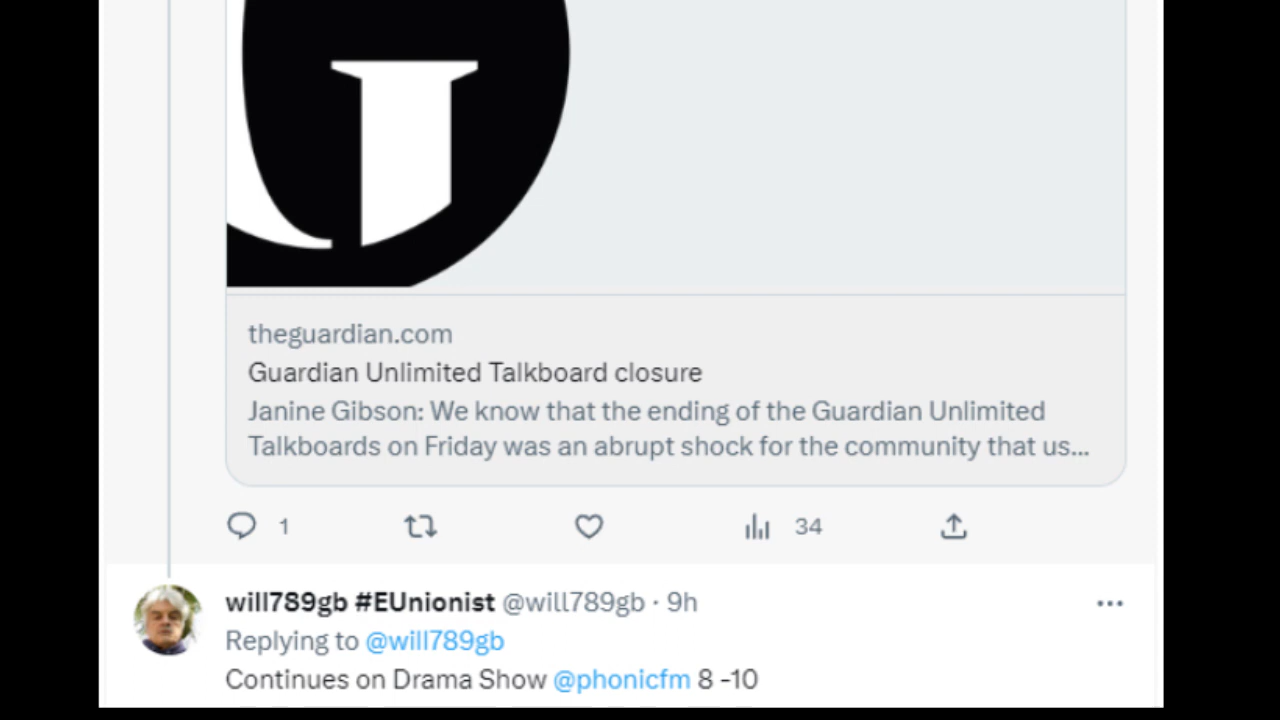 G
theguardian.com
Guardian Unlimited Talkboard closure
Janine Gibson: We know that the ending of the Guardian Unlimited
Talkboards on Friday was an abrupt shock for the community that us...
1 34
will789gb #EUnionist @will789gb · 9h
Replying to @will789gb
Continues on Drama Show @phonicfm 8 -10